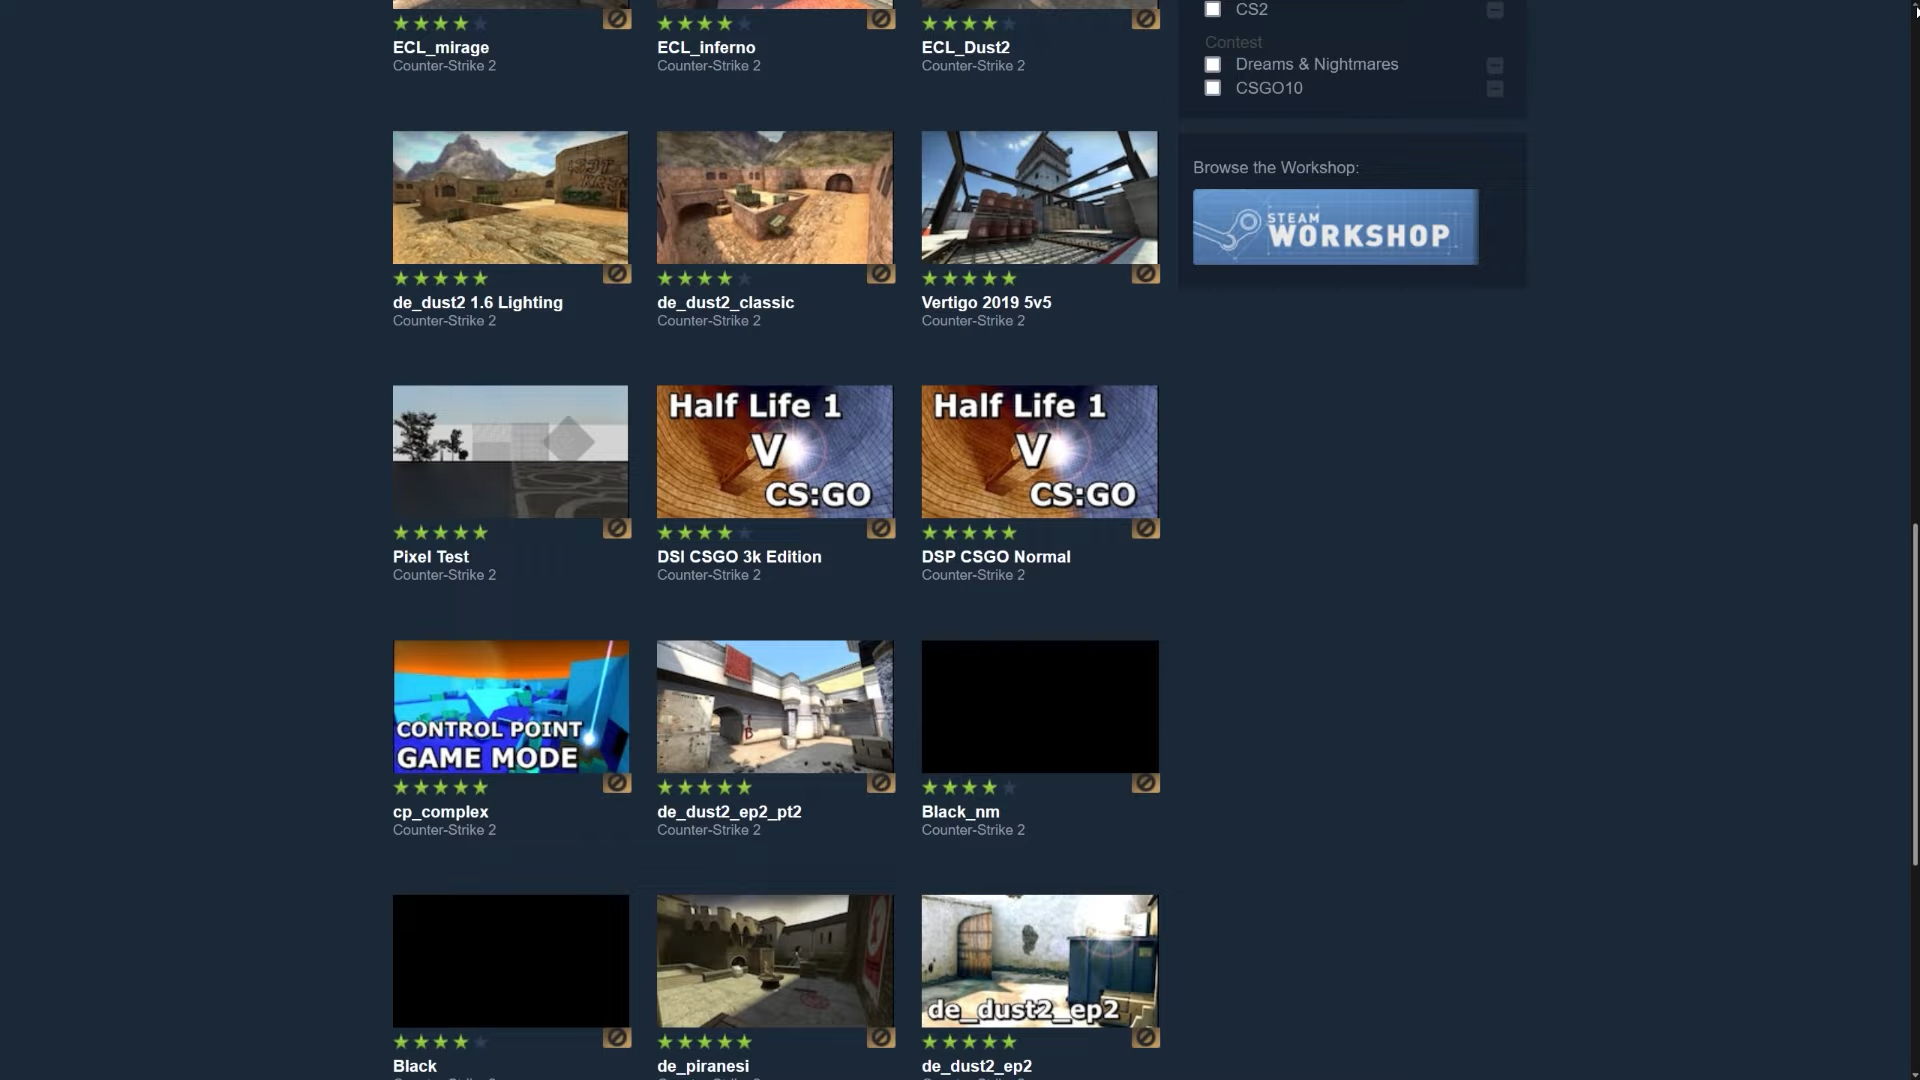 CS2
ECL_mirage
ECL_inferno
ECL_Dust2
Counter-Strike 2
Counter-Strike 2
Counter-Strike 2
Contest
Dreams & Nightmares
CSGO10
Browse the Workshop:
STEAM
WORKSHOP
de_dust2 1.6 Lighting
de_dust2_classic
Vertigo 2019 5v5
Counter-Strike 2
Counter-Strike 2
Counter-Strike 2
Half Life 1
V
CS:GO
Half Life 1
V
CS:GO
Pixel Test
DSI CSGO 3k Edition
DSP CSGO Normal
Counter-Strike 2
Counter-Strike 2
Counter-Strike 2
CONTROL POINT
GAME MODE
cp_complex
de_dust2_ep2_pt2
Black_nm
Counter-Strike 2
Counter-Strike 2
Counter-Strike 2
de_dust2_ep2
Black
de_piranesi
de_dust2_ep2